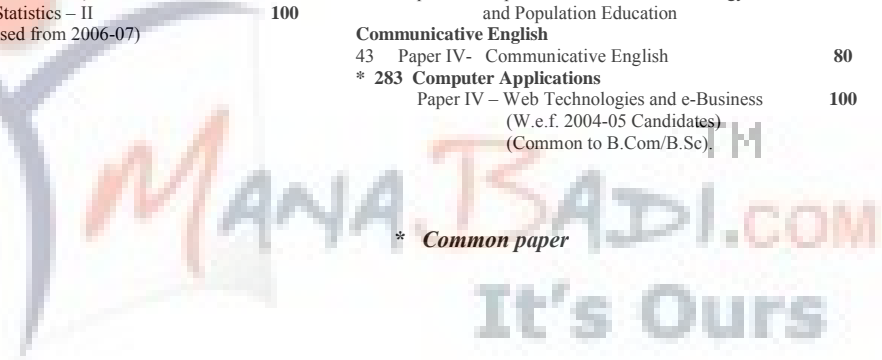 Statistics – II 100
sed from 2006-07)
and Population Education
Communicative English
43 Paper IV- Communicative English 80
* 283 Computer Applications
Paper IV – Web Technologies and e-Business 100
(W.e.f. 2004-05 Candidates)
(Common to B.Com/B.Sc).
MANABADI.COM TM
* Common paper
It's Ours